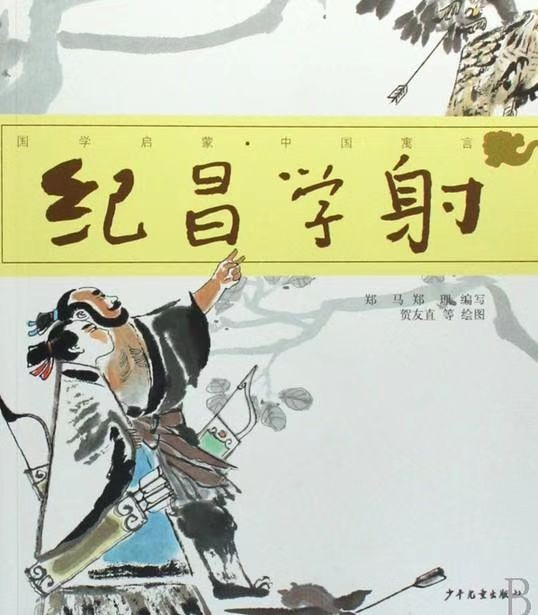 国学启蒙·中国寓言
纪昌学射
郑 马 郑 珊 编写
贺友直 等 绘图
少年儿童出版社
B